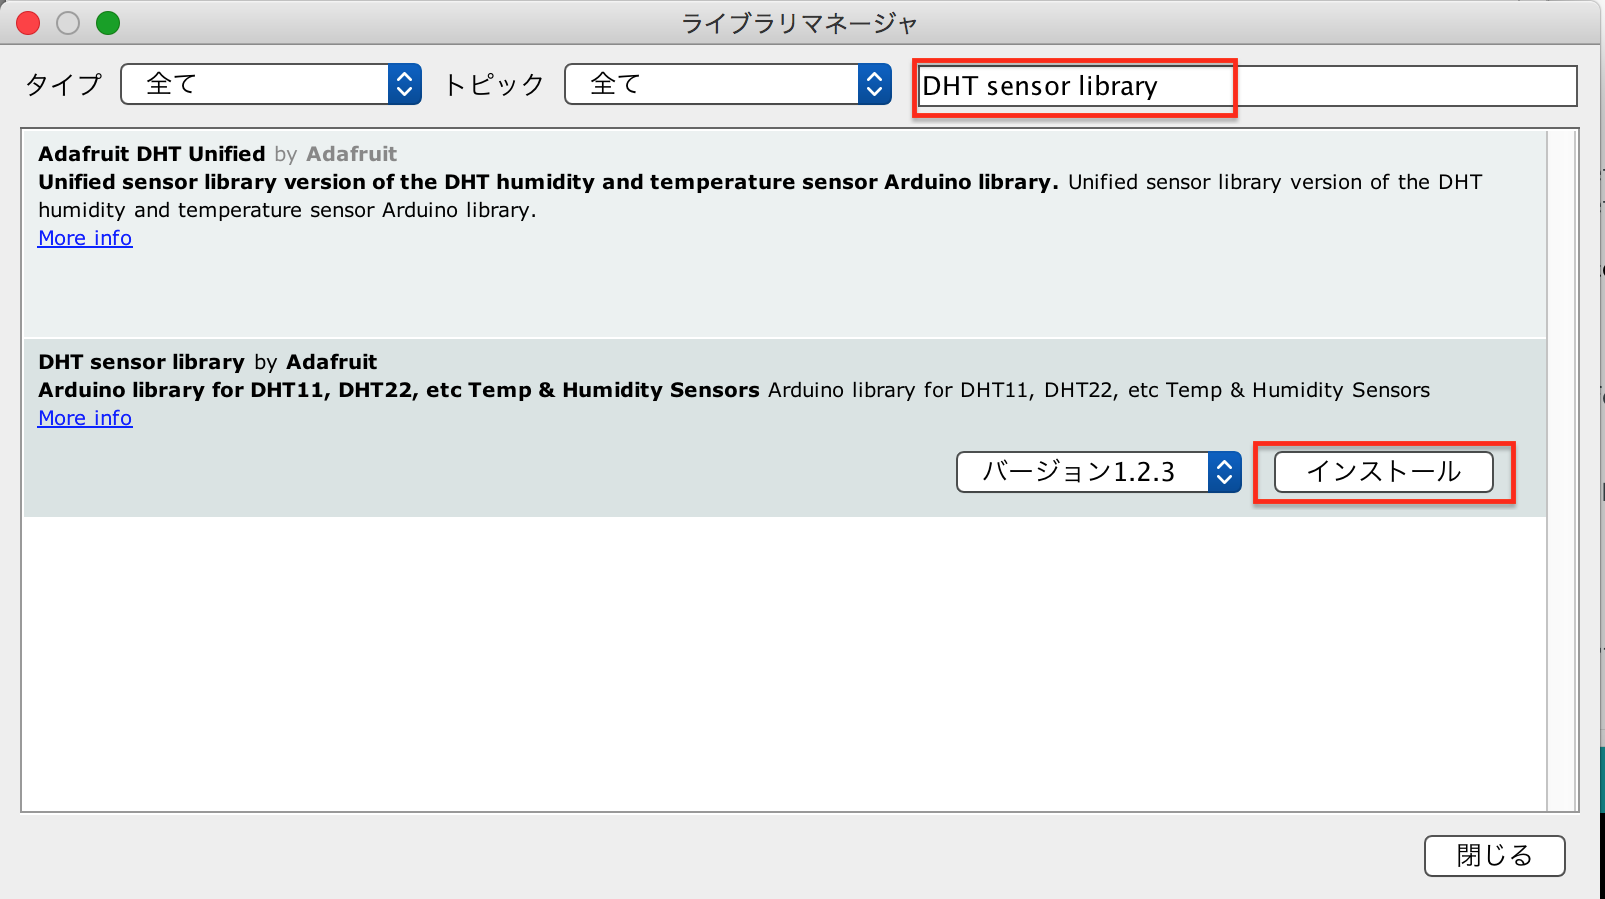 ライブラリマネージャ
タイプ 全て トピック 全て DHT sensor library
Adafruit DHT Unified by Adafruit
Unified sensor library version of the DHT humidity and temperature sensor Arduino library. Unified sensor library version of the DHT
humidity and temperature sensor Arduino library.
More info
DHT sensor library by Adafruit
Arduino library for DHT11, DHT22, etc Temp & Humidity Sensors Arduino library for DHT11, DHT22, etc Temp & Humidity Sensors
More info
バージョン1.2.3 インストール
閉じる